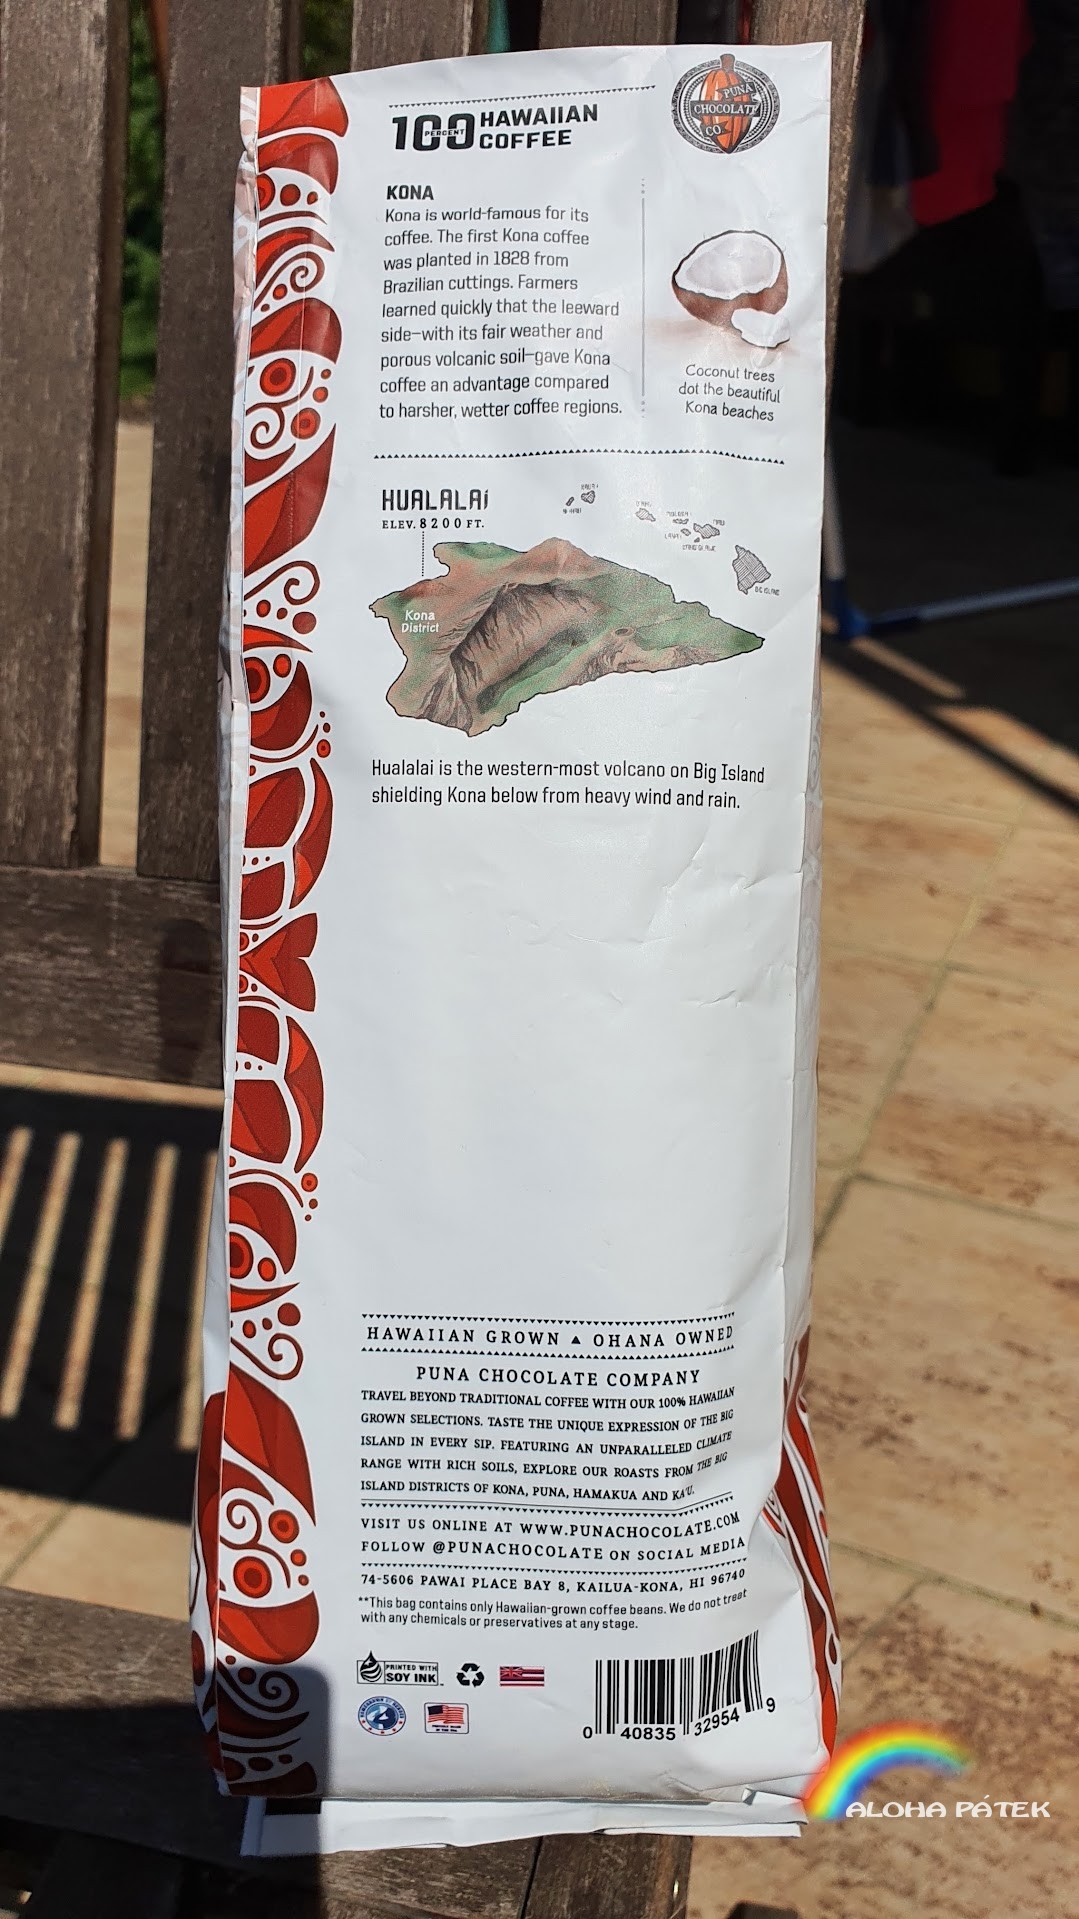 100 PERCENT HAWAIIAN
COFFEE
PUNA
CHOCOLATE
CO.
KONA
Kona is world-famous for its
coffee. The first Kona coffee
was planted in 1828 from
Brazilian cuttings. Farmers
learned quickly that the leeward
side—with its fair weather and
porous volcanic soil—gave Kona
coffee an advantage compared
to harsher, wetter coffee regions.
Coconut trees
dot the beautiful
Kona beaches
HUALALAi
ELEV. 8200 FT.
BIG ISLAND
Kona
District
Hualalai is the western-most volcano on Big Island
shielding Kona below from heavy wind and rain.
HAWAIIAN GROWN ▲ OHANA OWNED
PUNA CHOCOLATE COMPANY
TRAVEL BEYOND TRADITIONAL COFFEE WITH OUR 100% HAWAIIAN
GROWN SELECTIONS. TASTE THE UNIQUE EXPRESSION OF THE BIG
ISLAND IN EVERY SIP. FEATURING AN UNPARALLELED CLIMATE
RANGE WITH RICH SOILS, EXPLORE OUR ROASTS FROM THE BIG
ISLAND DISTRICTS OF KONA, PUNA, HAMAKUA AND KA'U.
VISIT US ONLINE AT WWW.PUNACHOCOLATE.COM
FOLLOW @PUNACHOCOLATE ON SOCIAL MEDIA
74-5606 PAWAI PLACE BAY 8, KAILUA-KONA, HI 96740
**This bag contains only Hawaiian-grown coffee beans. We do not treat
with any chemicals or preservatives at any stage.
PRINTED WITH
SOY INK
0 40835 32954 9
ALOHA PÁTEK